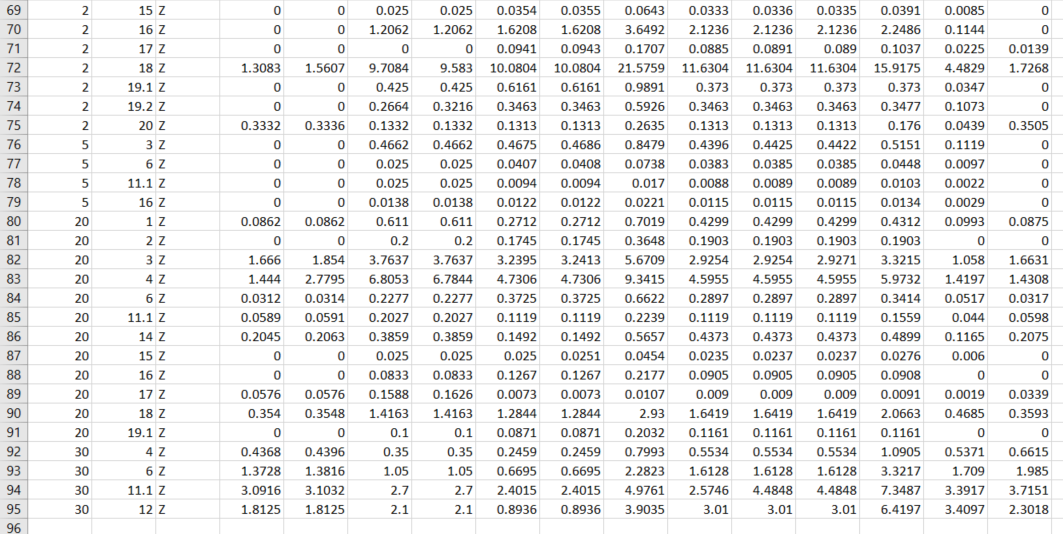 69 2 15 Z 0 0 0.025 0.025 0.0354 0.0355 0.0643 0.0333 0.0336 0.0335 0.0391 0.0085 0
70 2 16 Z 0 0 1.2062 1.2062 1.6208 1.6208 3.6492 2.1236 2.1236 2.1236 2.2486 0.1144 0
71 2 17 Z 0 0 0 0 0.0941 0.0943 0.1707 0.0885 0.0891 0.089 0.1037 0.0225 0.0139
72 2 18 Z 1.3083 1.5607 9.7084 9.583 10.0804 10.0804 21.5759 11.6304 11.6304 11.6304 15.9175 4.4829 1.7268
73 2 19.1 Z 0 0 0.425 0.425 0.6161 0.6161 0.9891 0.373 0.373 0.373 0.373 0.0347 0
74 2 19.2 Z 0 0 0.2664 0.3216 0.3463 0.3463 0.5926 0.3463 0.3463 0.3463 0.3477 0.1073 0
75 2 20 Z 0.3332 0.3336 0.1332 0.1332 0.1313 0.1313 0.2635 0.1313 0.1313 0.1313 0.176 0.0439 0.3505
76 5 3 Z 0 0 0.4662 0.4662 0.4675 0.4686 0.8479 0.4396 0.4425 0.4422 0.5151 0.1119 0
77 5 6 Z 0 0 0.025 0.025 0.0407 0.0408 0.0738 0.0383 0.0385 0.0385 0.0448 0.0097 0
78 5 11.1 Z 0 0 0.025 0.025 0.0094 0.0094 0.017 0.0088 0.0089 0.0089 0.0103 0.0022 0
79 5 16 Z 0 0 0.0138 0.0138 0.0122 0.0122 0.0221 0.0115 0.0115 0.0115 0.0134 0.0029 0
80 20 1 Z 0.0862 0.0862 0.611 0.611 0.2712 0.2712 0.7019 0.4299 0.4299 0.4299 0.4312 0.0993 0.0875
81 20 2 Z 0 0 0.2 0.2 0.1745 0.1745 0.3648 0.1903 0.1903 0.1903 0.1903 0 0
82 20 3 Z 1.666 1.854 3.7637 3.7637 3.2395 3.2413 5.6709 2.9254 2.9254 2.9271 3.3215 1.058 1.6631
83 20 4 Z 1.444 2.7795 6.8053 6.7844 4.7306 4.7306 9.3415 4.5955 4.5955 4.5955 5.9732 1.4197 1.4308
84 20 6 Z 0.0312 0.0314 0.2277 0.2277 0.3725 0.3725 0.6622 0.2897 0.2897 0.2897 0.3414 0.0517 0.0317
85 20 11.1 Z 0.0589 0.0591 0.2027 0.2027 0.1119 0.1119 0.2239 0.1119 0.1119 0.1119 0.1559 0.044 0.0598
86 20 14 Z 0.2045 0.2063 0.3859 0.3859 0.1492 0.1492 0.5657 0.4373 0.4373 0.4373 0.4899 0.1165 0.2075
87 20 15 Z 0 0 0.025 0.025 0.025 0.0251 0.0454 0.0235 0.0237 0.0237 0.0276 0.006 0
88 20 16 Z 0 0 0.0833 0.0833 0.1267 0.1267 0.2177 0.0905 0.0905 0.0905 0.0908 0 0
89 20 17 Z 0.0576 0.0576 0.1588 0.1626 0.0073 0.0073 0.0107 0.009 0.009 0.009 0.0091 0.0019 0.0339
90 20 18 Z 0.354 0.3548 1.4163 1.4163 1.2844 1.2844 2.93 1.6419 1.6419 1.6419 2.0663 0.4685 0.3593
91 20 19.1 Z 0 0 0.1 0.1 0.0871 0.0871 0.2032 0.1161 0.1161 0.1161 0.1161 0 0
92 30 4 Z 0.4368 0.4396 0.35 0.35 0.2459 0.2459 0.7993 0.5534 0.5534 0.5534 1.0905 0.5371 0.6615
93 30 6 Z 1.3728 1.3816 1.05 1.05 0.6695 0.6695 2.2823 1.6128 1.6128 1.6128 3.3217 1.709 1.985
94 30 11.1 Z 3.0916 3.1032 2.7 2.7 2.4015 2.4015 4.9761 2.5746 4.4848 4.4848 7.3487 3.3917 3.7151
95 30 12 Z 1.8125 1.8125 2.1 2.1 0.8936 0.8936 3.9035 3.01 3.01 3.01 6.4197 3.4097 2.3018
96